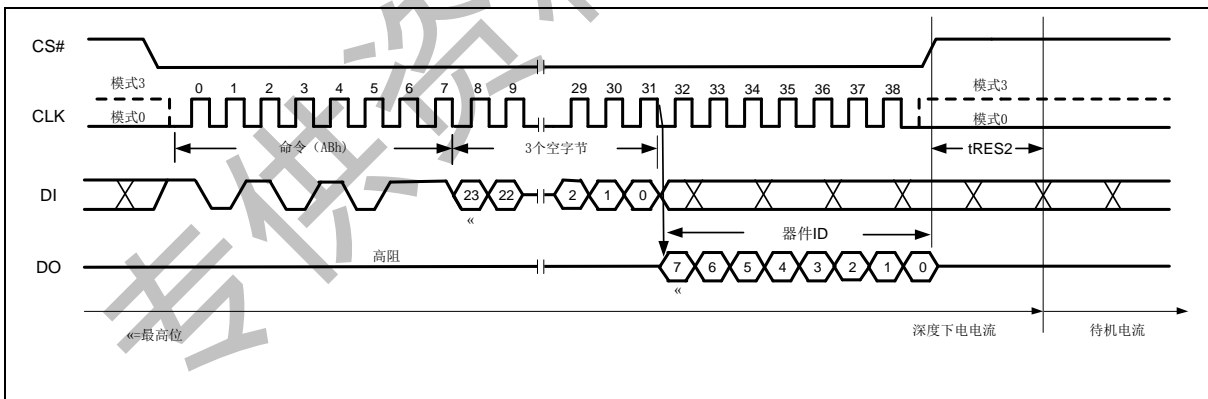 CS#
模式3
CLK
模式0
0 1 2 3 4 5 6 7 8 9 29 30 31 32 33 34 35 36 37 38
模式3
模式0
命令（ABh)
3个空字节
tRES2
DI
23 22 2 1 0
«
器件ID
DO
高阻
7 6 5 4 3 2 1 0
«
«=最高位
深度下电电流
待机电流
专供资